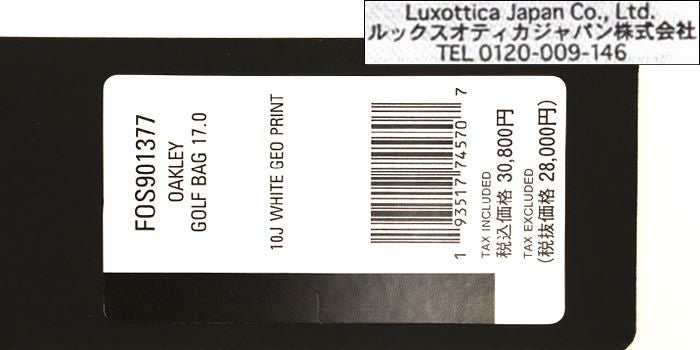 Luxottica Japan Co., Ltd.
ルックスオティカジャパン株式会社
TEL 0120-009-146
FOS901377
OAKLEY
GOLF BAG 17.0
10J WHITE GEO PRINT
1 93517 74570 7
TAX INCLUDED
税込価格 30,800円
TAX EXCLUDED
(税抜価格 28,000円)